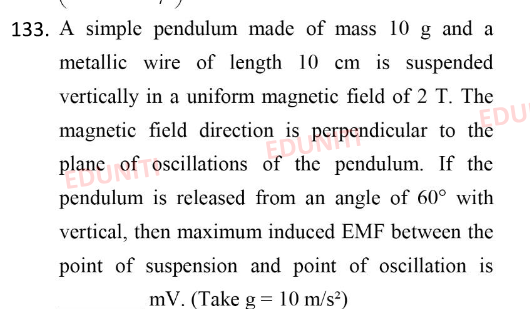 133. A simple pendulum made of mass 10 g and a
metallic wire of length 10 cm is suspended
vertically in a uniform magnetic field of 2 T. The
magnetic field direction is perpendicular to the
plane of oscillations of the pendulum. If the
pendulum is released from an angle of 60° with
vertical, then maximum induced EMF between the
point of suspension and point of oscillation is
mV. (Take g = 10 m/s²)
EDUNITI
EDUNITI
EDU